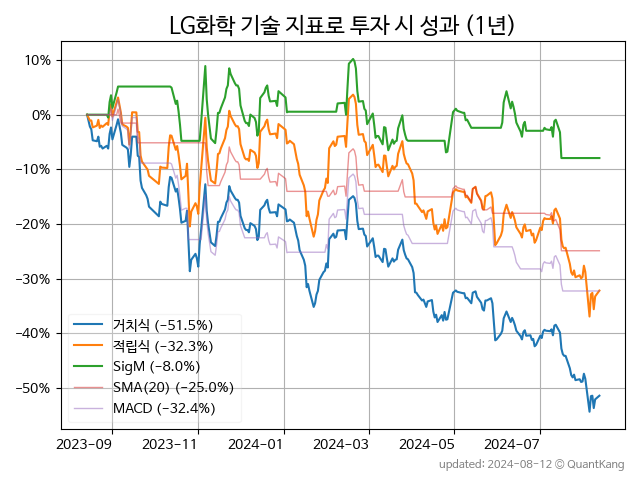 LG화학 기술 지표로 투자 시 성과 (1년)
10%
0%
−10%
−20%
−30%
−40%
−50%
거치식 (−51.5%)
적립식 (−32.3%)
SigM (−8.0%)
SMA(20) (−25.0%)
MACD (−32.4%)
2023-09
2023-11
2024-01
2024-03
2024-05
2024-07
updated: 2024-08-12 © QuantKang